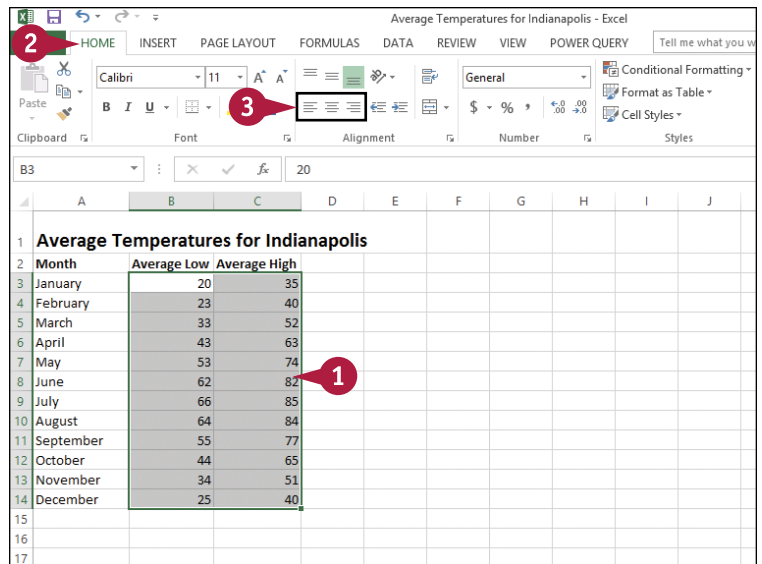 Average Temperatures for Indianapolis - Excel
2 HOME INSERT PAGE LAYOUT FORMULAS DATA REVIEW VIEW POWER QUERY Tell me what you w
Calibri 11 A A General Conditional Formatting
Format as Table
Paste B I U 3 $ % , .00 .0 Cell Styles
Clipboard Font Alignment Number Styles
B3 fx 20
A B C D E F G H I J
1 Average Temperatures for Indianapolis
2 Month Average Low Average High
3 January 20 35
4 February 23 40
5 March 33 52
6 April 43 63
7 May 53 74
1
8 June 62 82
9 July 66 85
10 August 64 84
11 September 55 77
12 October 44 65
13 November 34 51
14 December 25 40
15
16
17